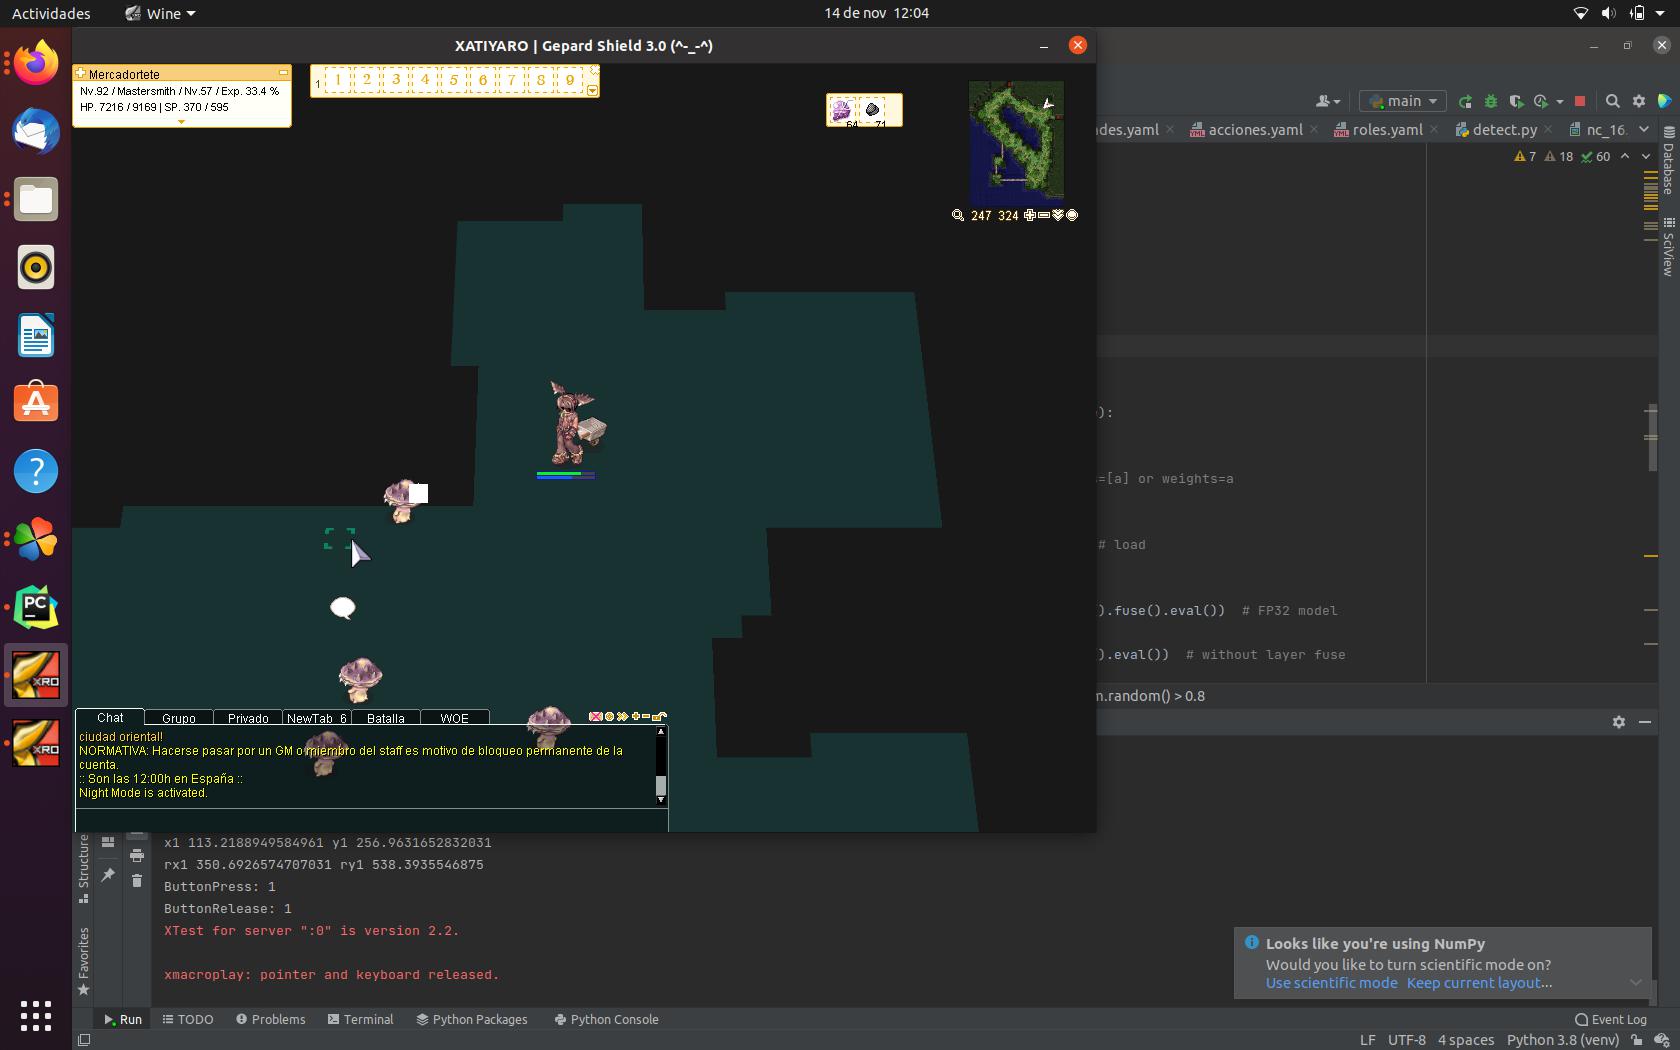 Actividades
Wine
14 de nov 12:04
XATIYARO | Gepard Shield 3.0 (^-_-^)
Mercadortete
Nv.92 / Mastersmith / Nv.57 / Exp. 33.4 %
HP. 7216 / 9169 | SP. 370 / 595
1
1 2 3 4 5 6 7 8 9
64 71
247 324
main
des.yaml
acciones.yaml
roles.yaml
detect.py
nc_16.
7 18 60
Database
SciView
):
=[a] or weights=a
# load
).fuse().eval()) # FP32 model
).eval()) # without layer fuse
m.random() > 0.8
PC
XRO
XRO
Chat
Grupo
Privado
NewTab_6
Batalla
WOE
ciudad oriental!
NORMATIVA: Hacerse pasar por un GM o miembro del staff es motivo de bloqueo permanente de la
cuenta.
:: Son las 12:00h en España ::
Night Mode is activated.
Structure
Favorites
x1 113.2188949584961 y1 256.9631652832031
rx1 350.6926574707031 ry1 538.3935546875
ButtonPress: 1
ButtonRelease: 1
XTest for server ":0" is version 2.2.
xmacroplay: pointer and keyboard released.
Looks like you're using NumPy
Would you like to turn scientific mode on?
Use scientific mode Keep current layout...
Run
TODO
Problems
Terminal
Python Packages
Python Console
Event Log
LF UTF-8 4 spaces Python 3.8 (venv)